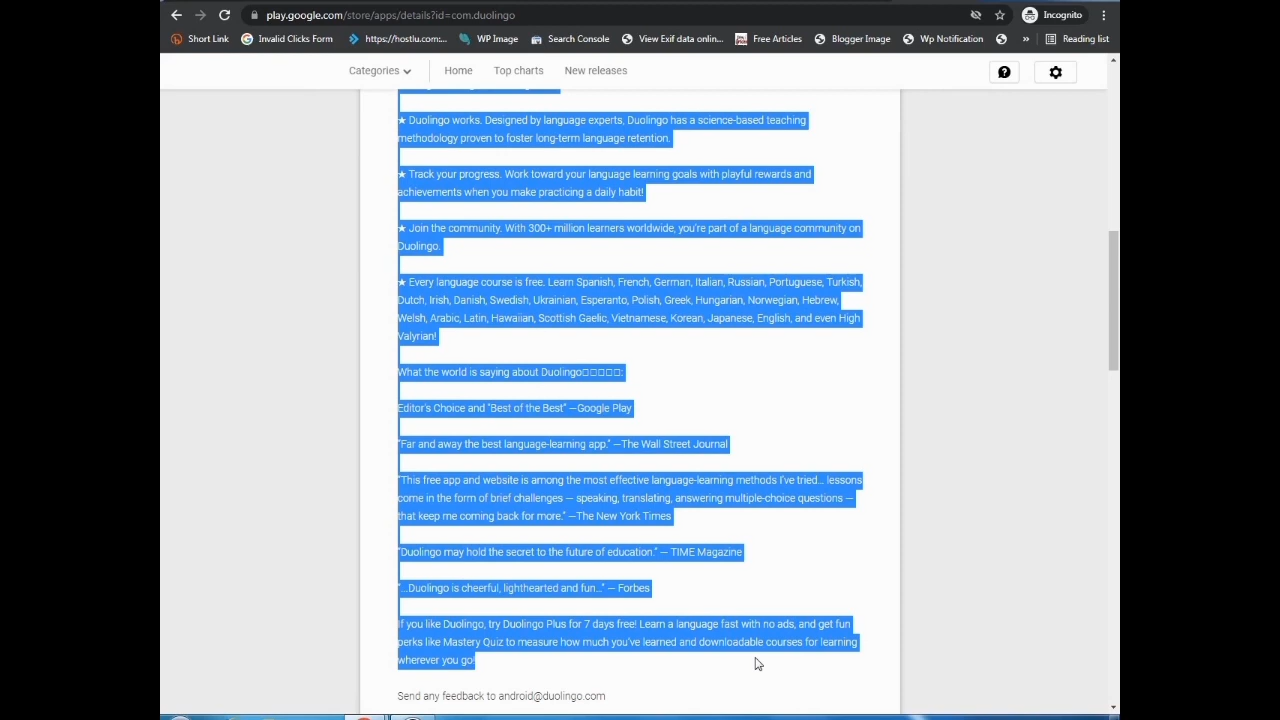 play.google.com/store/apps/details?id=com.duolingo
Incognito
Short Link
Invalid Clicks Form
https://hostlu.com:...
WP Image
Search Console
View Exif data onlin...
Free Articles
Blogger Image
Wp Notification
»
Reading list
Categories
Home
Top charts
New releases
★ Duolingo works. Designed by language experts, Duolingo has a science-based teaching
methodology proven to foster long-term language retention.
★ Track your progress. Work toward your language learning goals with playful rewards and
achievements when you make practicing a daily habit!
★ Join the community. With 300+ million learners worldwide, you're part of a language community on
Duolingo.
★ Every language course is free. Learn Spanish, French, German, Italian, Russian, Portuguese, Turkish,
Dutch, Irish, Danish, Swedish, Ukrainian, Esperanto, Polish, Greek, Hungarian, Norwegian, Hebrew,
Welsh, Arabic, Latin, Hawaiian, Scottish Gaelic, Vietnamese, Korean, Japanese, English, and even High
Valyrian!
What the world is saying about Duolingo□□□□□:
Editor's Choice and "Best of the Best" —Google Play
"Far and away the best language-learning app." —The Wall Street Journal
"This free app and website is among the most effective language-learning methods I've tried... lessons
come in the form of brief challenges — speaking, translating, answering multiple-choice questions —
that keep me coming back for more." —The New York Times
"Duolingo may hold the secret to the future of education." — TIME Magazine
"...Duolingo is cheerful, lighthearted and fun..." — Forbes
If you like Duolingo, try Duolingo Plus for 7 days free! Learn a language fast with no ads, and get fun
perks like Mastery Quiz to measure how much you've learned and downloadable courses for learning
wherever you go!
Send any feedback to android@duolingo.com